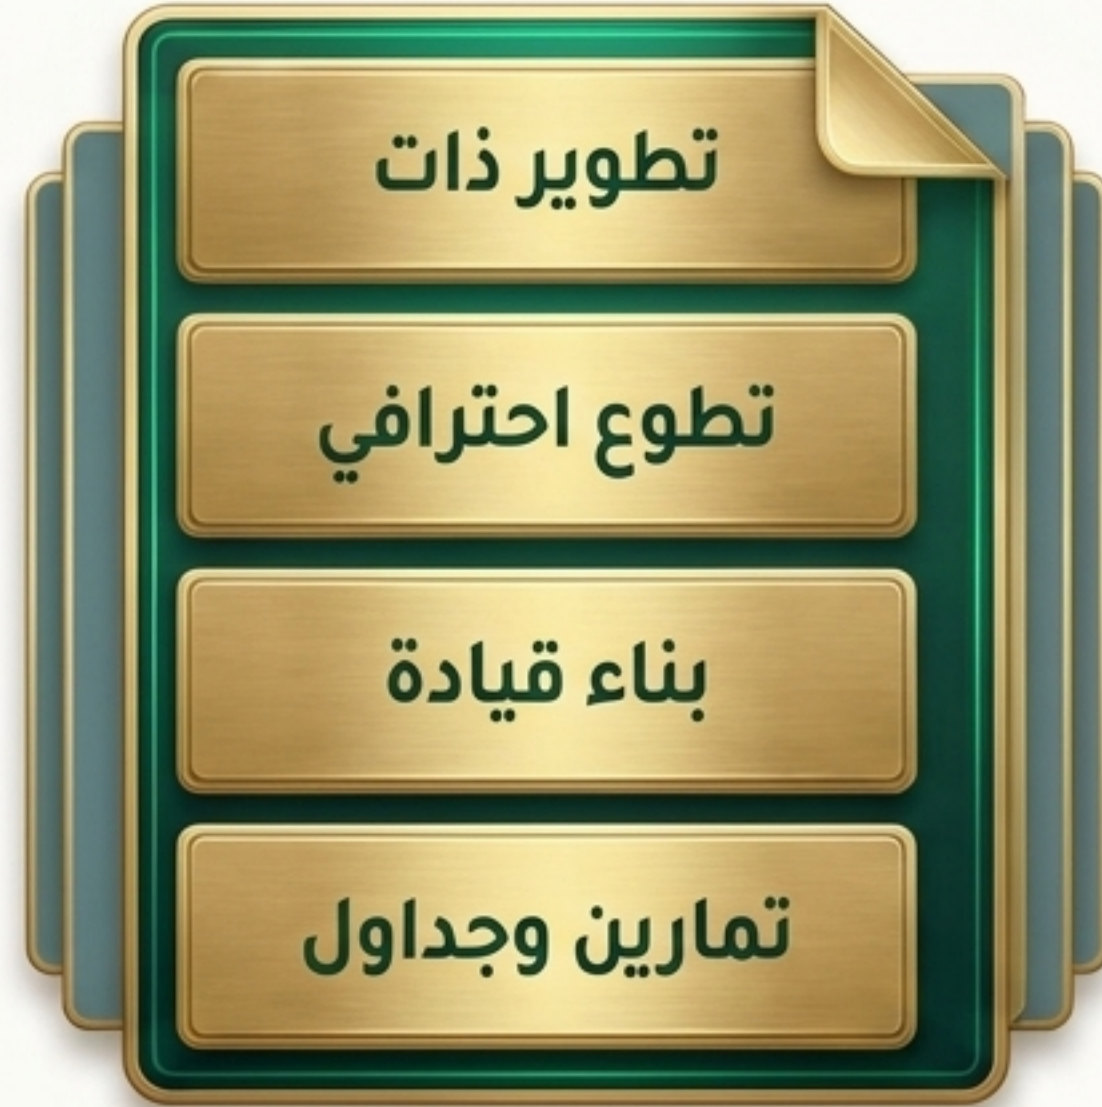 تطوير ذات
تطوع احترافي
بناء قيادة
تمارين وجداول